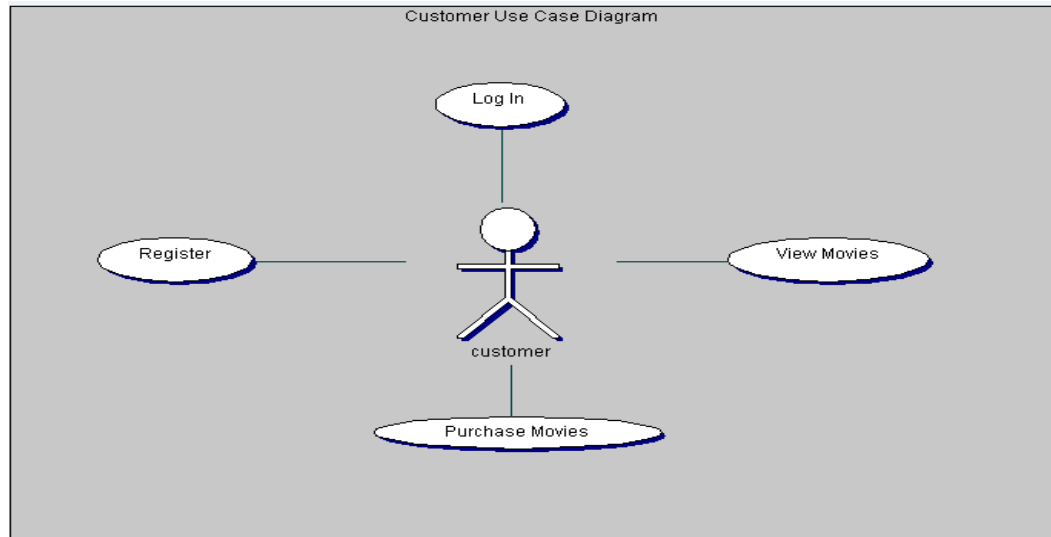 Customer Use Case Diagram
Log In
Register
View Movies
customer
Purchase Movies